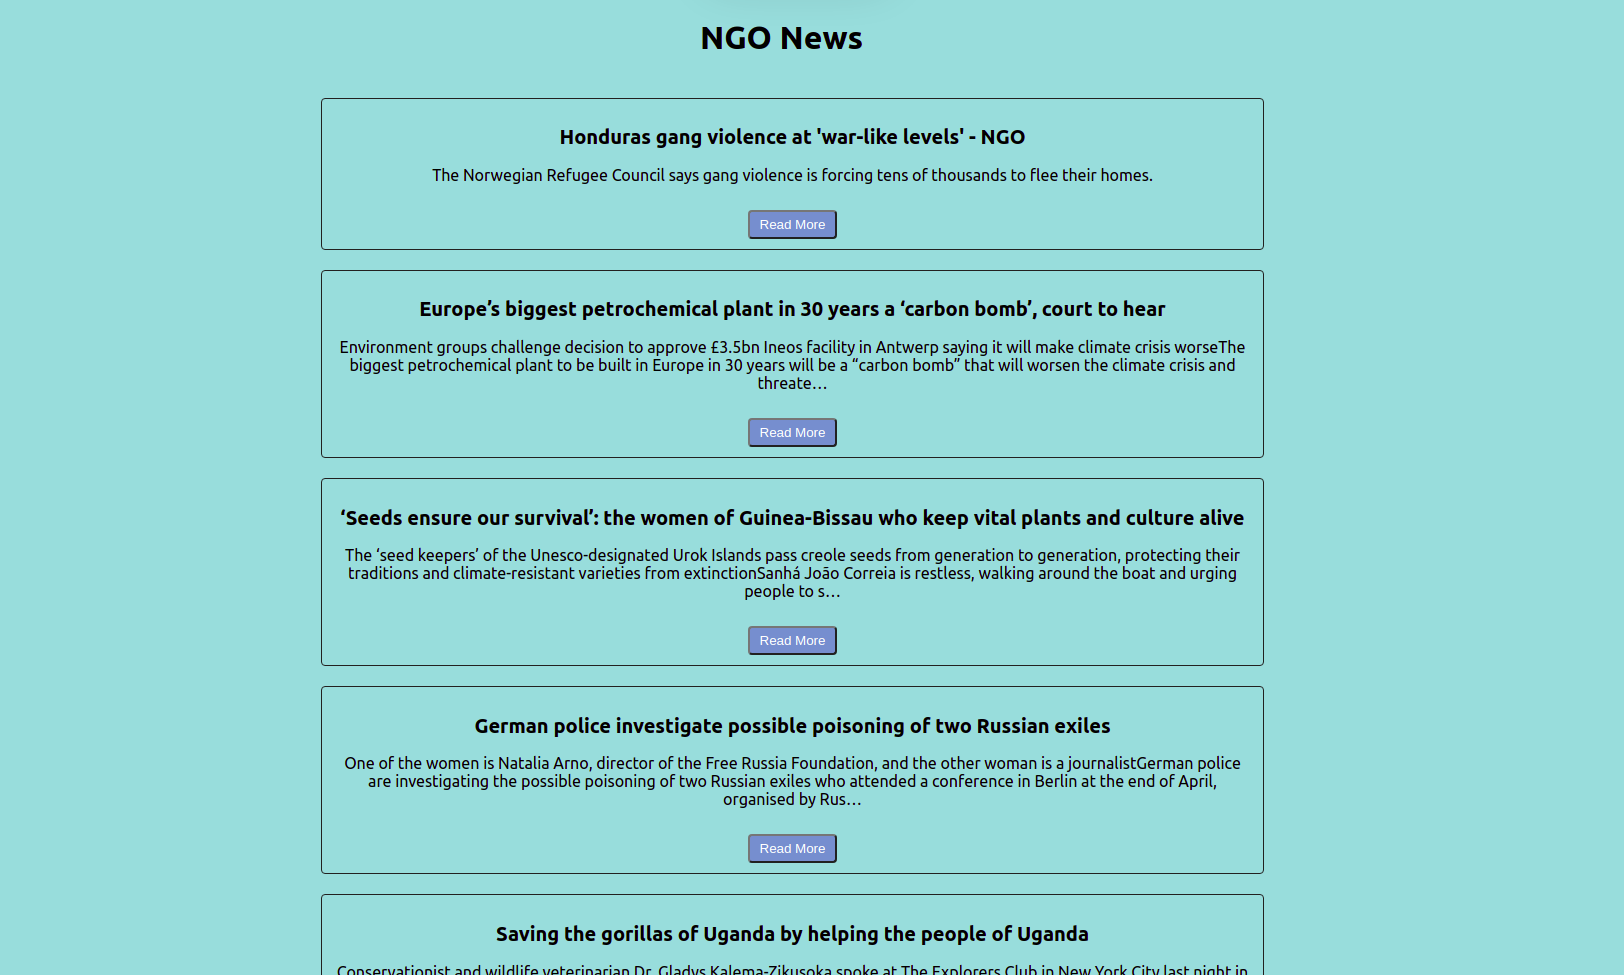 NGO News
Honduras gang violence at 'war-like levels' - NGO
The Norwegian Refugee Council says gang violence is forcing tens of thousands to flee their homes.
Read More
Europe’s biggest petrochemical plant in 30 years a ‘carbon bomb’, court to hear
Environment groups challenge decision to approve £3.5bn Ineos facility in Antwerp saying it will make climate crisis worseThe
biggest petrochemical plant to be built in Europe in 30 years will be a “carbon bomb” that will worsen the climate crisis and
threate…
Read More
‘Seeds ensure our survival’: the women of Guinea-Bissau who keep vital plants and culture alive
The ‘seed keepers’ of the Unesco-designated Urok Islands pass creole seeds from generation to generation, protecting their
traditions and climate-resistant varieties from extinctionSanhá João Correia is restless, walking around the boat and urging
people to s…
Read More
German police investigate possible poisoning of two Russian exiles
One of the women is Natalia Arno, director of the Free Russia Foundation, and the other woman is a journalistGerman police
are investigating the possible poisoning of two Russian exiles who attended a conference in Berlin at the end of April,
organised by Rus…
Read More
Saving the gorillas of Uganda by helping the people of Uganda
Conservationist and wildlife veterinarian Dr. Gladys Kalema-Zikusoka spoke at The Explorers Club in New York City last night in